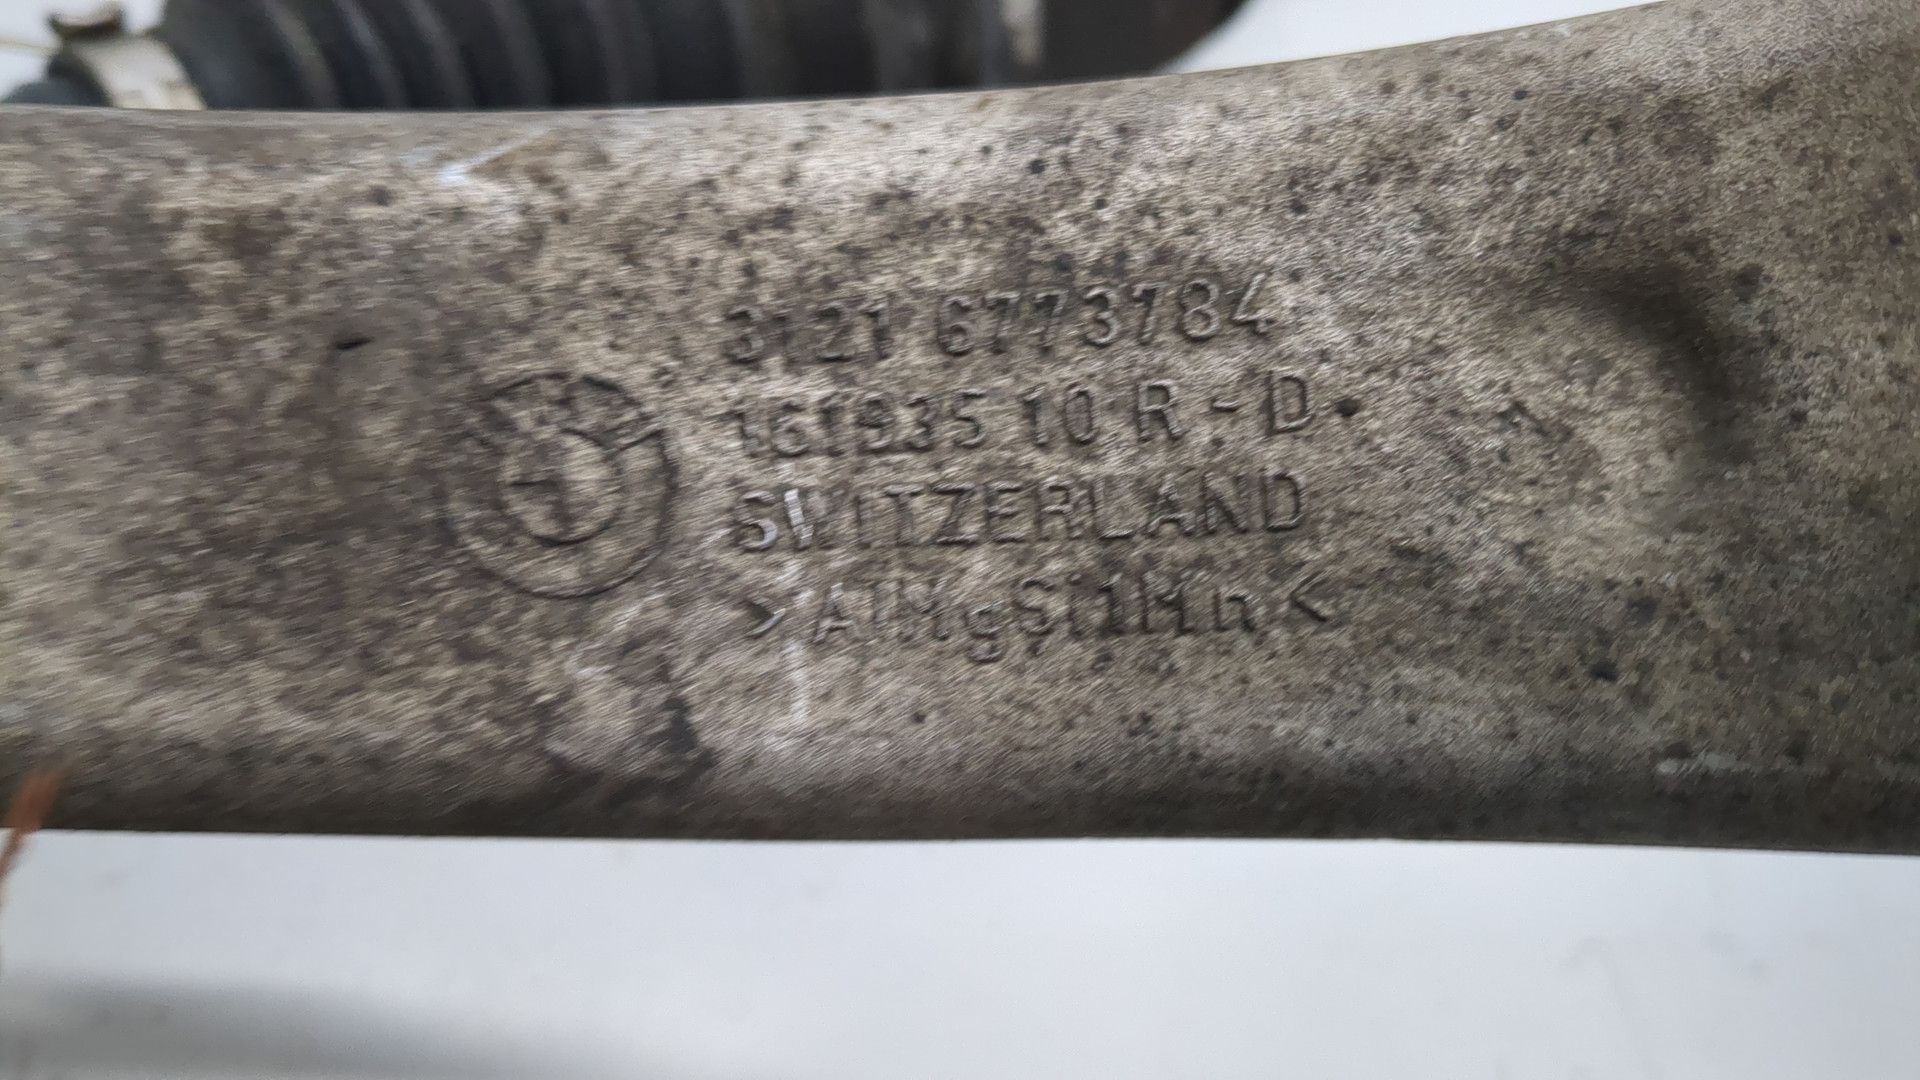 3121 6773784
161935 10 R - D.
SWITZERLAND
>AlMgSi1Mn<